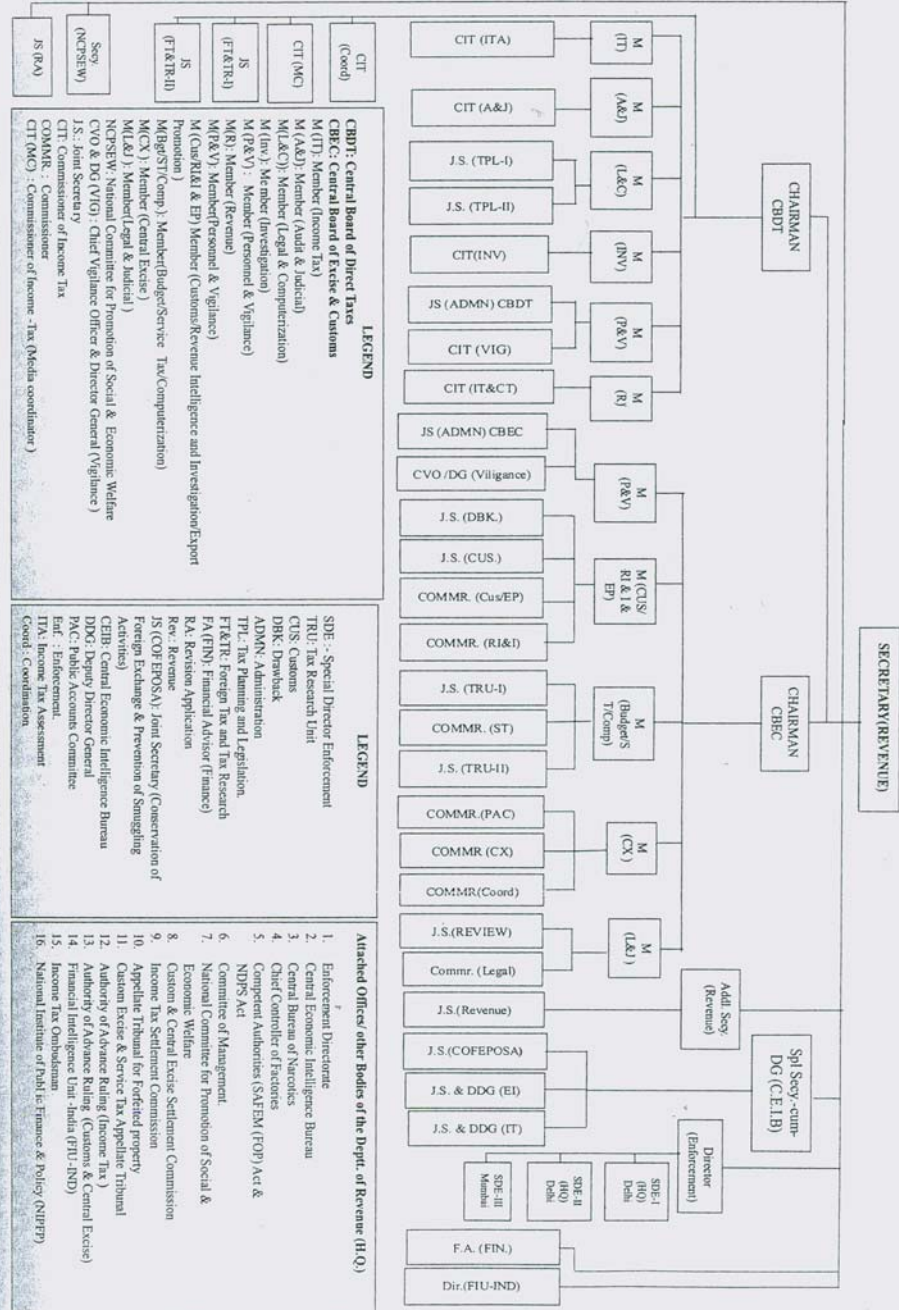 SECRETARY(REVENUE)
CHAIRMAN
CBDT
CHAIRMAN
CBEC
Addl. Secy.
(Revenue)
Spl Secy.-cum-
DG (C.E.I.B)
Director
(Enforcement)
M
(IT)
M
(A&J)
M
(L&C)
M
(INV)
M
(P&V)
M
(R)
M
(P&V)
M (CUS/
RI & I &
EP)
M
(Budget/S
T/Comp)
M
(CX)
M
(L&J)
SDE-I
(HQ)
Delhi
SDE-II
(HQ)
Delhi
SDE-III
Mumbai
CIT (ITA)
CIT (A&J)
J.S. (TPL-I)
J.S. (TPL-II)
CIT(INV)
JS (ADMN) CBDT
CIT (VIG)
CIT (IT&CT)
JS (ADMN) CBEC
CVO /DG (Viligance)
J.S. (DBK.)
J.S. (CUS.)
COMMR. (Cus/EP)
COMMR. (RI&I)
J.S. (TRU-I)
COMMR. (ST)
J.S. (TRU-II)
COMMR.(PAC)
COMMR (CX)
COMMR(Coord)
J.S.(REVIEW)
Commr. (Legal)
J.S.(Revenue)
J.S.(COFEPOSA)
J.S. & DDG (EI)
J.S. & DDG (IT)
F.A. (FIN.)
Dir.(FIU-IND)
CIT
(Coord)
JS
(FT&TR-II)
JS
(FT&TR-I)
CIT (MC)
Secy.
(NCPSEW)
JS (RA)
LEGEND
CBDT: Central Board of Direct Taxes
CBEC: Central Board of Excise & Customs
M (IT): Member (Income Tax)
M (A&J): Member (Audit & Judicial)
M(L&C)): Member (Legal & Computerization)
M (Inv.): Member (Investigation)
M (P&V) : Member (Personnel & Vigilance)
M(R): Member (Revenue)
M(P&V): Member(Personnel & Vigilance)
M (Cus/RI&I & EP) Member (Customs/Revenue Intelligence and Investigation/Export
Promotion )
M(Bgt/ST/Comp.): Member(Budget/Service Tax/Computerization)
M(CX ): Member (Central Excise )
M(L&J ): Member(Legal & Judicial )
NCPSEW: National Committee for Promotion of Social & Economic Welfare
CVO & DG (VIG) : Chief Vigilance Officer & Director General (Vigilance )
J.S.: Joint Secretary
CIT: Commissioner of Income Tax
COMMR : Commissioner
CIT (MC) : Commissioner of Income -Tax (Media coordinator )
LEGEND
SDE :- Special Director Enforcement
TRU: Tax Research Unit
CUS: Customs
DBK: Drawback
ADMN: Administration
TPL: Tax Planning and Legislation.
FT&TR: Foreign Tax and Tax Research
FA (FIN): Financial Advisor (Finance)
RA: Revision Application
Rev.: Revenue
JS (COFEPOSA): Joint Secretary (Conservation of
Foreign Exchange & Prevention of Smuggling
Activities)
CEIB: Central Economic Intelligence Bureau
DDG: Deputy Director General
PAC: Public Accounts Committee
Enf. : Enforcement.
ITA: Income Tax Assessment
Coord : Coordination
Attached Offices/ other Bodies of the Deptt. of Revenue (H.Q.)
1. Enforcement Directorate
2. Central Economic Intelligence Bureau
3. Central Bureau of Narcotics
4. Chief Controller of Factories
5. Competent Authorities (SAFEM (FOP) Act &
NDPS Act
6. Committee of Management.
7. National Committee for Promotion of Social &
Economic Welfare
8. Custom & Central Excise Settlement Commission
9. Income Tax Settlement Commission
10. Appellate Tribunal for Forfeited property
11. Custom Excise & Service Tax Appellate Tribunal
12. Authority of Advance Ruling (Income Tax )
13. Authority of Advance Ruling (Customs & Central Excise)
14. Financial Intelligence Unit -India (FIU-IND)
15. Income Tax Ombudsman
16. National Institute of Public Finance & Policy (NIPFP)